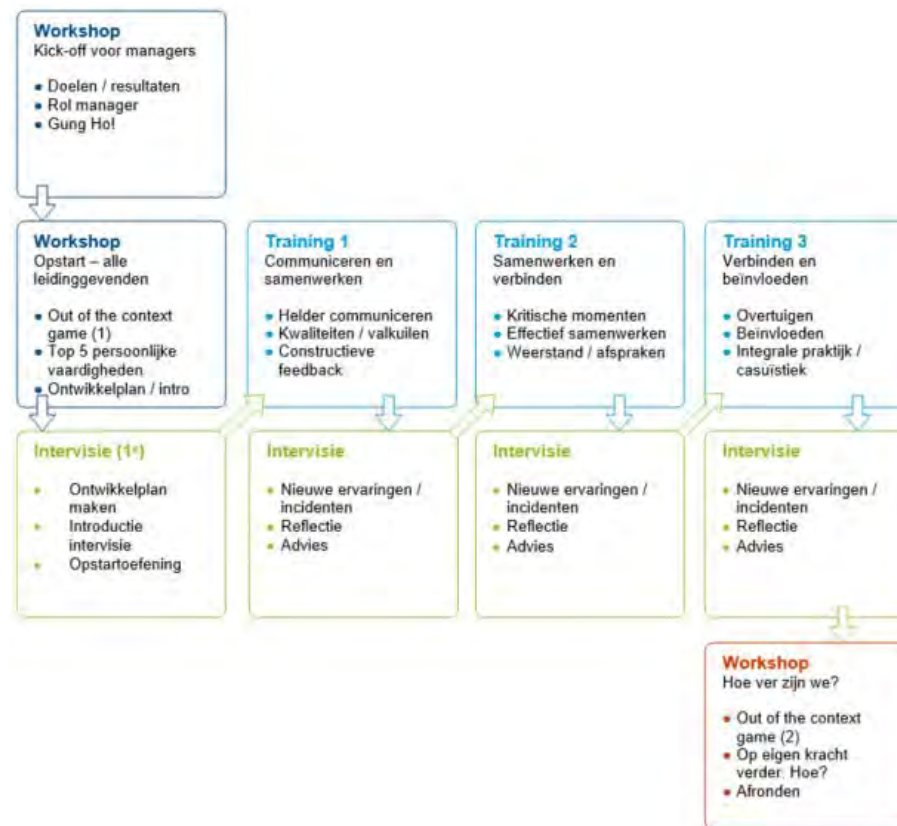 Workshop
Kick-off voor managers
• Doelen / resultaten
• Rol manager
• Gung Ho!
Workshop
Opstart – alle
leidinggevenden
• Out of the context
game (1)
• Top 5 persoonlijke
vaardigheden
• Ontwikkelplan / intro
Training 1
Communiceren en
samenwerken
• Helder communiceren
• Kwaliteiten / valkuilen
• Constructieve
feedback
Training 2
Samenwerken en
verbinden
• Kritische momenten
• Effectief samenwerken
• Weerstand / afspraken
Training 3
Verbinden en
beïnvloeden
• Overtuigen
• Beïnvloeden
• Integrale praktijk /
casuïstiek
Intervisie (1ᵉ)
• Ontwikkelplan
maken
• Introductie
intervisie
• Opstartoefening
Intervisie
• Nieuwe ervaringen /
incidenten
• Reflectie
• Advies
Intervisie
• Nieuwe ervaringen /
incidenten
• Reflectie
• Advies
Intervisie
• Nieuwe ervaringen /
incidenten
• Reflectie
• Advies
Workshop
Hoe ver zijn we?
• Out of the context
game (2)
• Op eigen kracht
verder. Hoe?
• Afronden